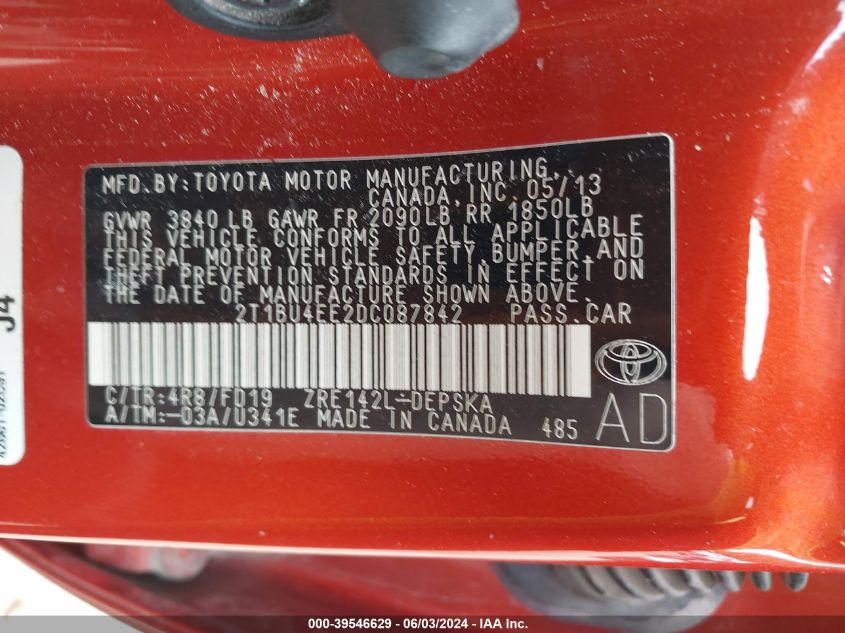 MFD. BY: TOYOTA MOTOR MANUFACTURING,
CANADA, INC. 05/13
GVWR 3840 LB GAWR FR 2090LB RR 1850LB
THIS VEHICLE CONFORMS TO ALL APPLICABLE
FEDERAL MOTOR VEHICLE SAFETY, BUMPER, AND
THEFT PREVENTION STANDARDS IN EFFECT ON
THE DATE OF MANUFACTURE SHOWN ABOVE.
2T1BU4EE2DC087842 PASS. CAR
C/TR: 4R8/FD19 ZRE142L-DEPSKA
A/TM: -03A/U341E MADE IN CANADA 485
AD
J4
000-39546629 - 06/03/2024 - IAA Inc.